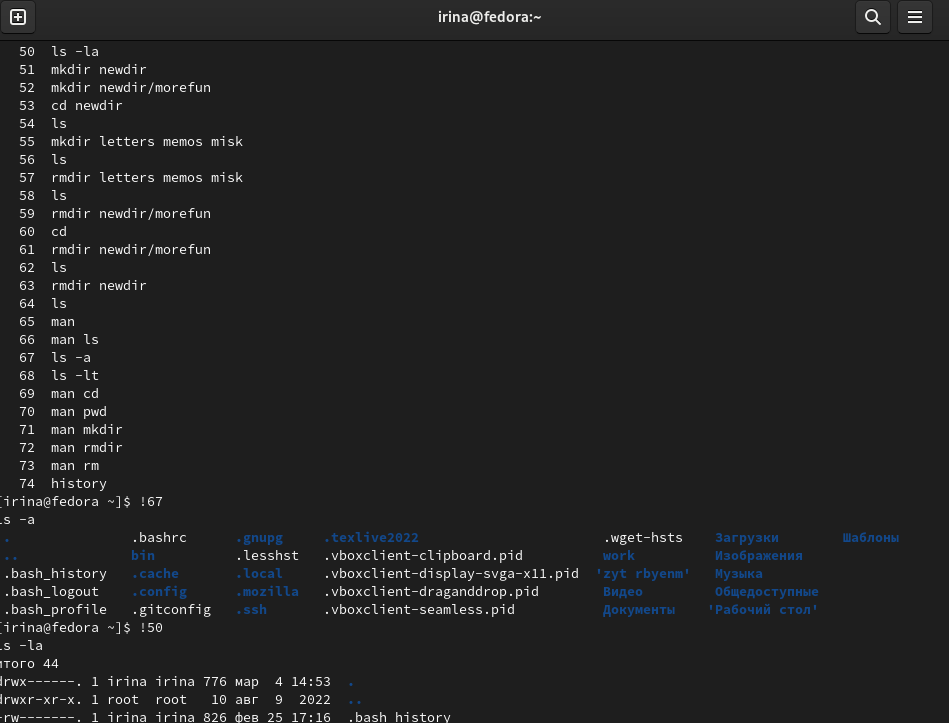 irina@fedora:~
50 ls -la
51 mkdir newdir
52 mkdir newdir/morefun
53 cd newdir
54 ls
55 mkdir letters memos misk
56 ls
57 rmdir letters memos misk
58 ls
59 rmdir newdir/morefun
60 cd
61 rmdir newdir/morefun
62 ls
63 rmdir newdir
64 ls
65 man
66 man ls
67 ls -a
68 ls -lt
69 man cd
70 man pwd
71 man mkdir
72 man rmdir
73 man rm
74 history
[irina@fedora ~]$ !67
ls -a
. .bashrc .gnupg .texlive2022 .wget-hsts Загрузки Шаблоны
.. bin .lesshst .vboxclient-clipboard.pid work Изображения
.bash_history .cache .local .vboxclient-display-svga-x11.pid 'zyt rbyenm' Музыка
.bash_logout .config .mozilla .vboxclient-draganddrop.pid Видео Общедоступные
.bash_profile .gitconfig .ssh .vboxclient-seamless.pid Документы 'Рабочий стол'
[irina@fedora ~]$ !50
ls -la
итого 44
drwx------. 1 irina irina 776 мар 4 14:53 .
drwxr-xr-x. 1 root root 10 авг 9 2022 ..
-rw-------. 1 irina irina 826 фев 25 17:16 .bash_history